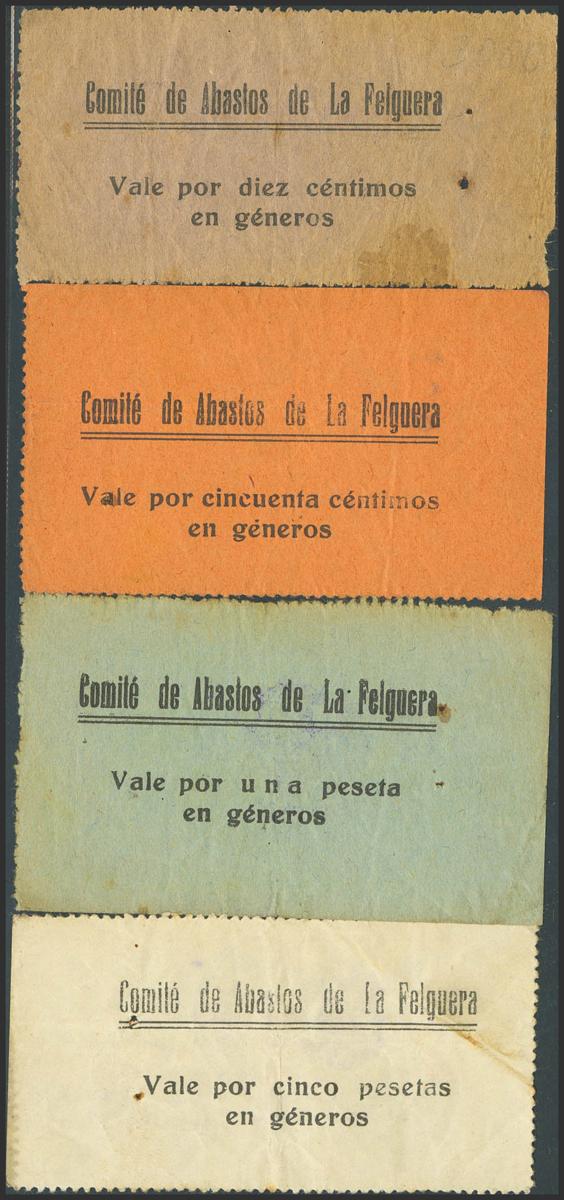 Comité de Abastos de La Felguera
Vale por diez céntimos
en géneros
Comité de Abastos de La Felguera
Vale por cincuenta céntimos
en géneros
Comité de Abastos de La Felguera
Vale por una peseta
en géneros
Comité de Abastos de La Felguera
Vale por cinco pesetas
en géneros